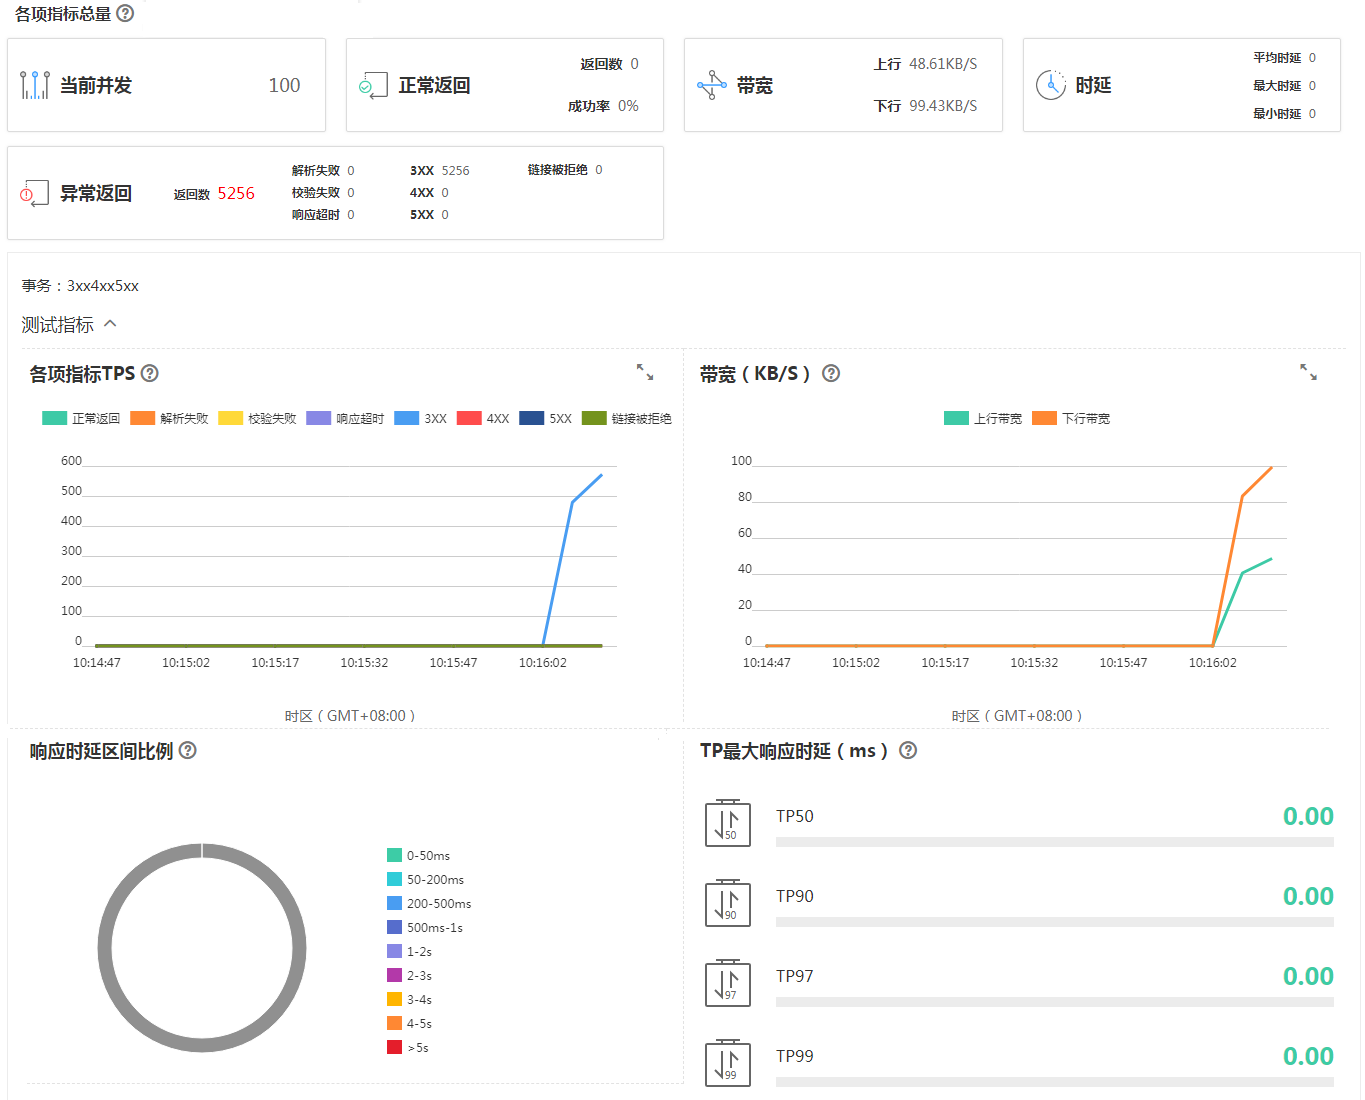 各项指标总量 ?
当前并发 100
正常返回 返回数 0
成功率 0%
带宽 上行 48.61KB/S
下行 99.43KB/S
时延 平均时延 0
最大时延 0
最小时延 0
异常返回 返回数 5256
解析失败 0 3XX 5256 链接被拒绝 0
校验失败 0 4XX 0
响应超时 0 5XX 0
事务：3xx4xx5xx
测试指标
各项指标TPS ?
正常返回 解析失败 校验失败 响应超时 3XX 4XX 5XX 链接被拒绝
600
500
400
300
200
100
0
10:14:47 10:15:02 10:15:17 10:15:32 10:15:47 10:16:02
时区（GMT+08:00）
带宽（KB/S） ?
上行带宽 下行带宽
100
80
60
40
20
0
10:14:47 10:15:02 10:15:17 10:15:32 10:15:47 10:16:02
时区（GMT+08:00）
响应时延区间比例 ?
0-50ms
50-200ms
200-500ms
500ms-1s
1-2s
2-3s
3-4s
4-5s
>5s
TP最大响应时延（ms） ?
50 TP50 0.00
90 TP90 0.00
97 TP97 0.00
99 TP99 0.00